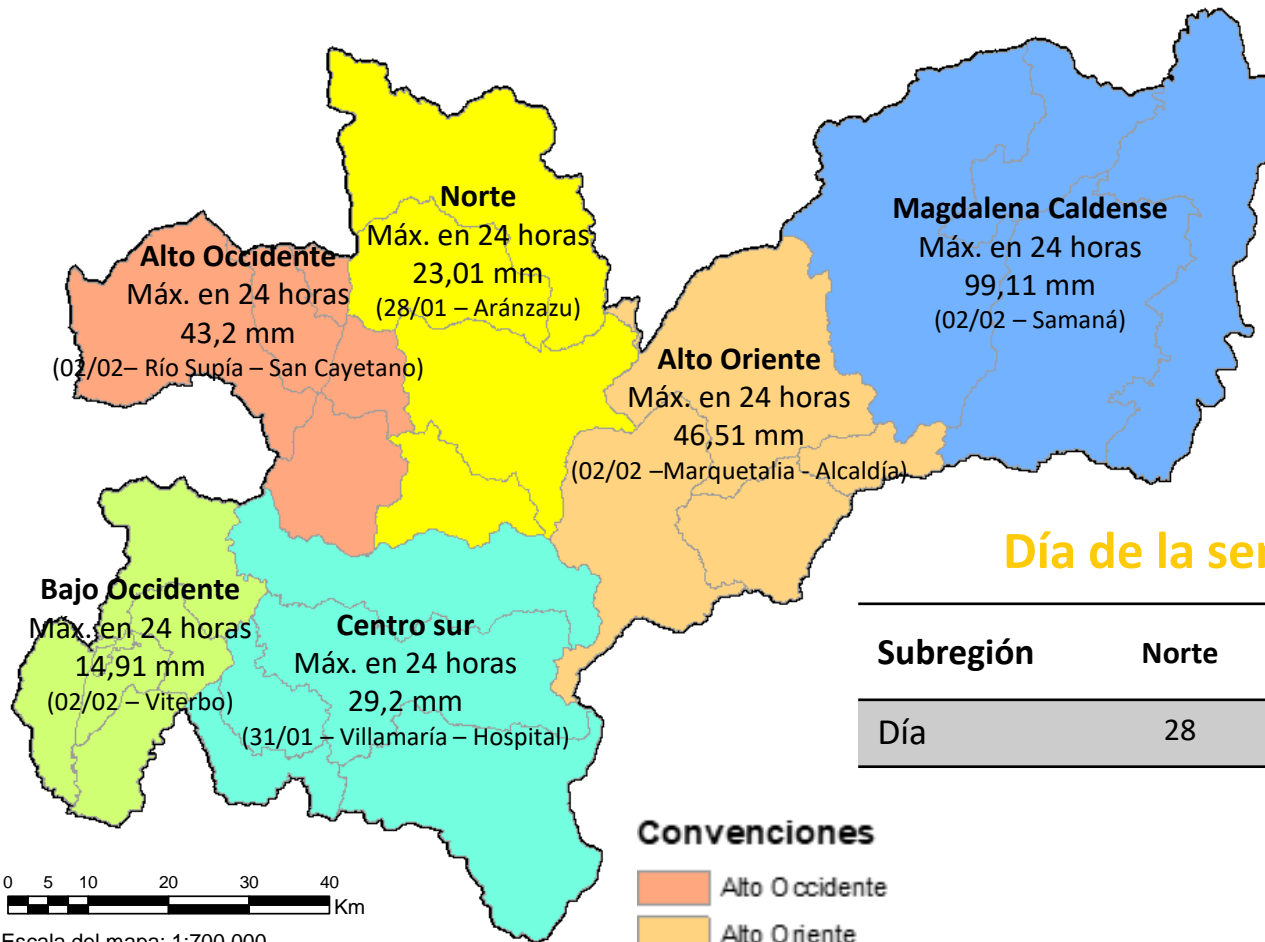 Norte
Máx. en 24 horas
23,01 mm
(28/01 – Aránzazu)
Magdalena Caldense
Máx. en 24 horas
99,11 mm
(02/02 – Samaná)
Alto Occidente
Máx. en 24 horas
43,2 mm
(02/02– Río Supía – San Cayetano)
Alto Oriente
Máx. en 24 horas
46,51 mm
(02/02 –Marquetalia - Alcaldía)
Bajo Occidente
Máx. en 24 horas
14,91 mm
(02/02 – Viterbo)
Centro sur
Máx. en 24 horas
29,2 mm
(31/01 – Villamaría – Hospital)
Día de la
Subregión Norte
Día 28
Convenciones
Alto Occidente
Alto Oriente
0 5 10 20 30 40
Km
Escala del mapa: 1:700.000